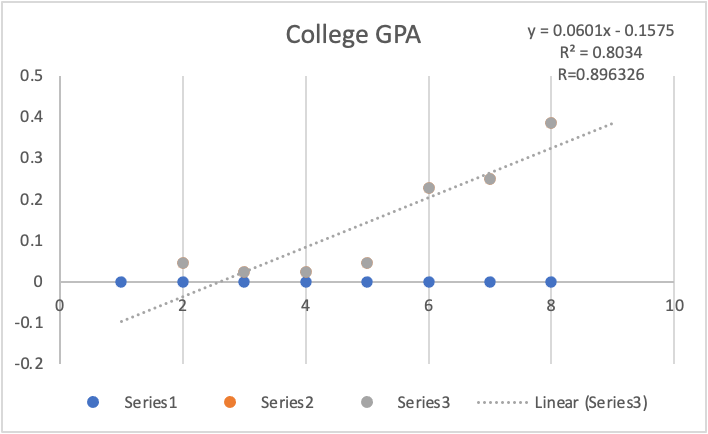 College GPA
y = 0.0601x - 0.1575
R² = 0.8034
R=0.896326
0.5
0.4
0.3
0.2
0.1
0
-0.1
-0.2
0 2 4 6 8 10
Series1 Series2 Series3 Linear (Series3)